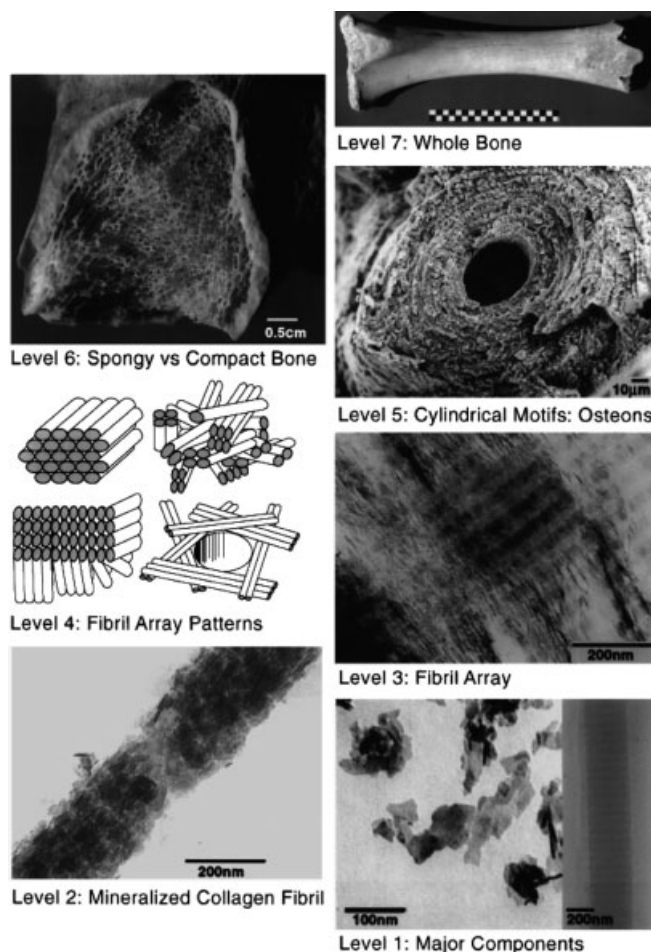 Level 7: Whole Bone
0.5cm
Level 6: Spongy vs Compact Bone
10μm
Level 5: Cylindrical Motifs: Osteons
Level 4: Fibril Array Patterns
200nm
Level 3: Fibril Array
200nm
Level 2: Mineralized Collagen Fibril
100nm
200nm
Level 1: Major Components